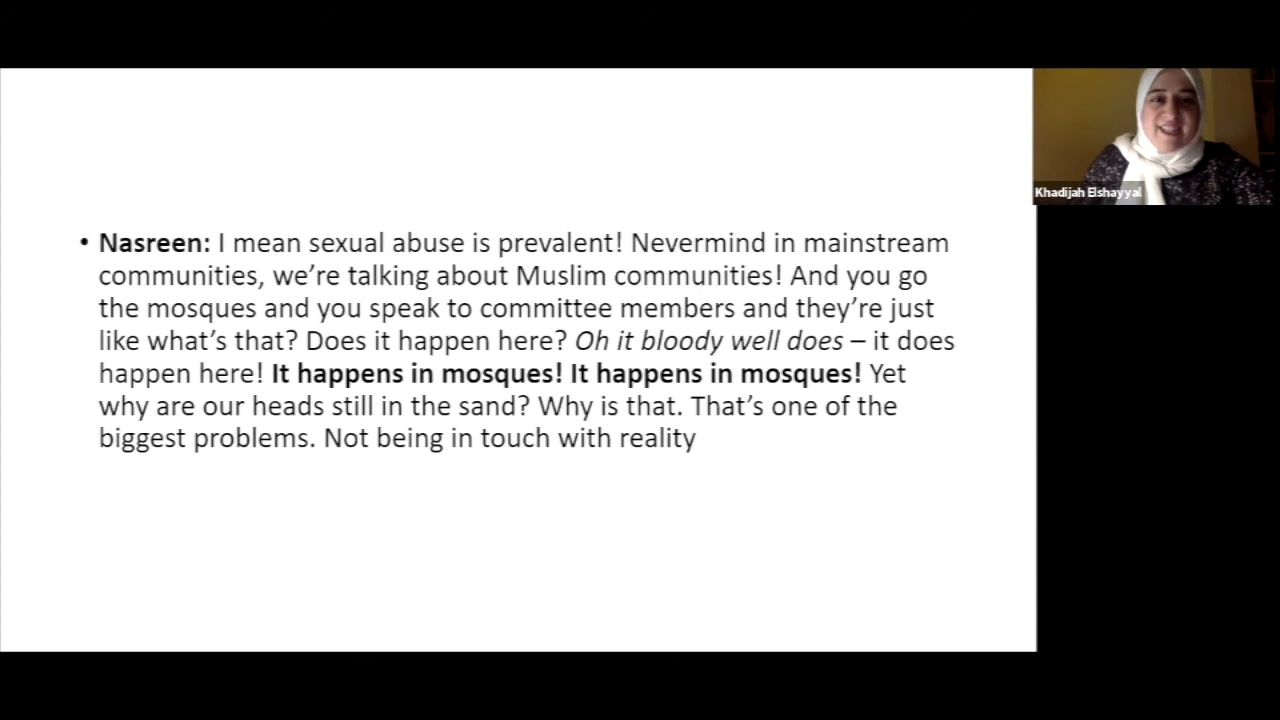 Khadijah Elshayyal
• Nasreen: I mean sexual abuse is prevalent! Nevermind in mainstream
communities, we’re talking about Muslim communities! And you go
the mosques and you speak to committee members and they’re just
like what’s that? Does it happen here? Oh it bloody well does – it does
happen here! It happens in mosques! It happens in mosques! Yet
why are our heads still in the sand? Why is that. That’s one of the
biggest problems. Not being in touch with reality